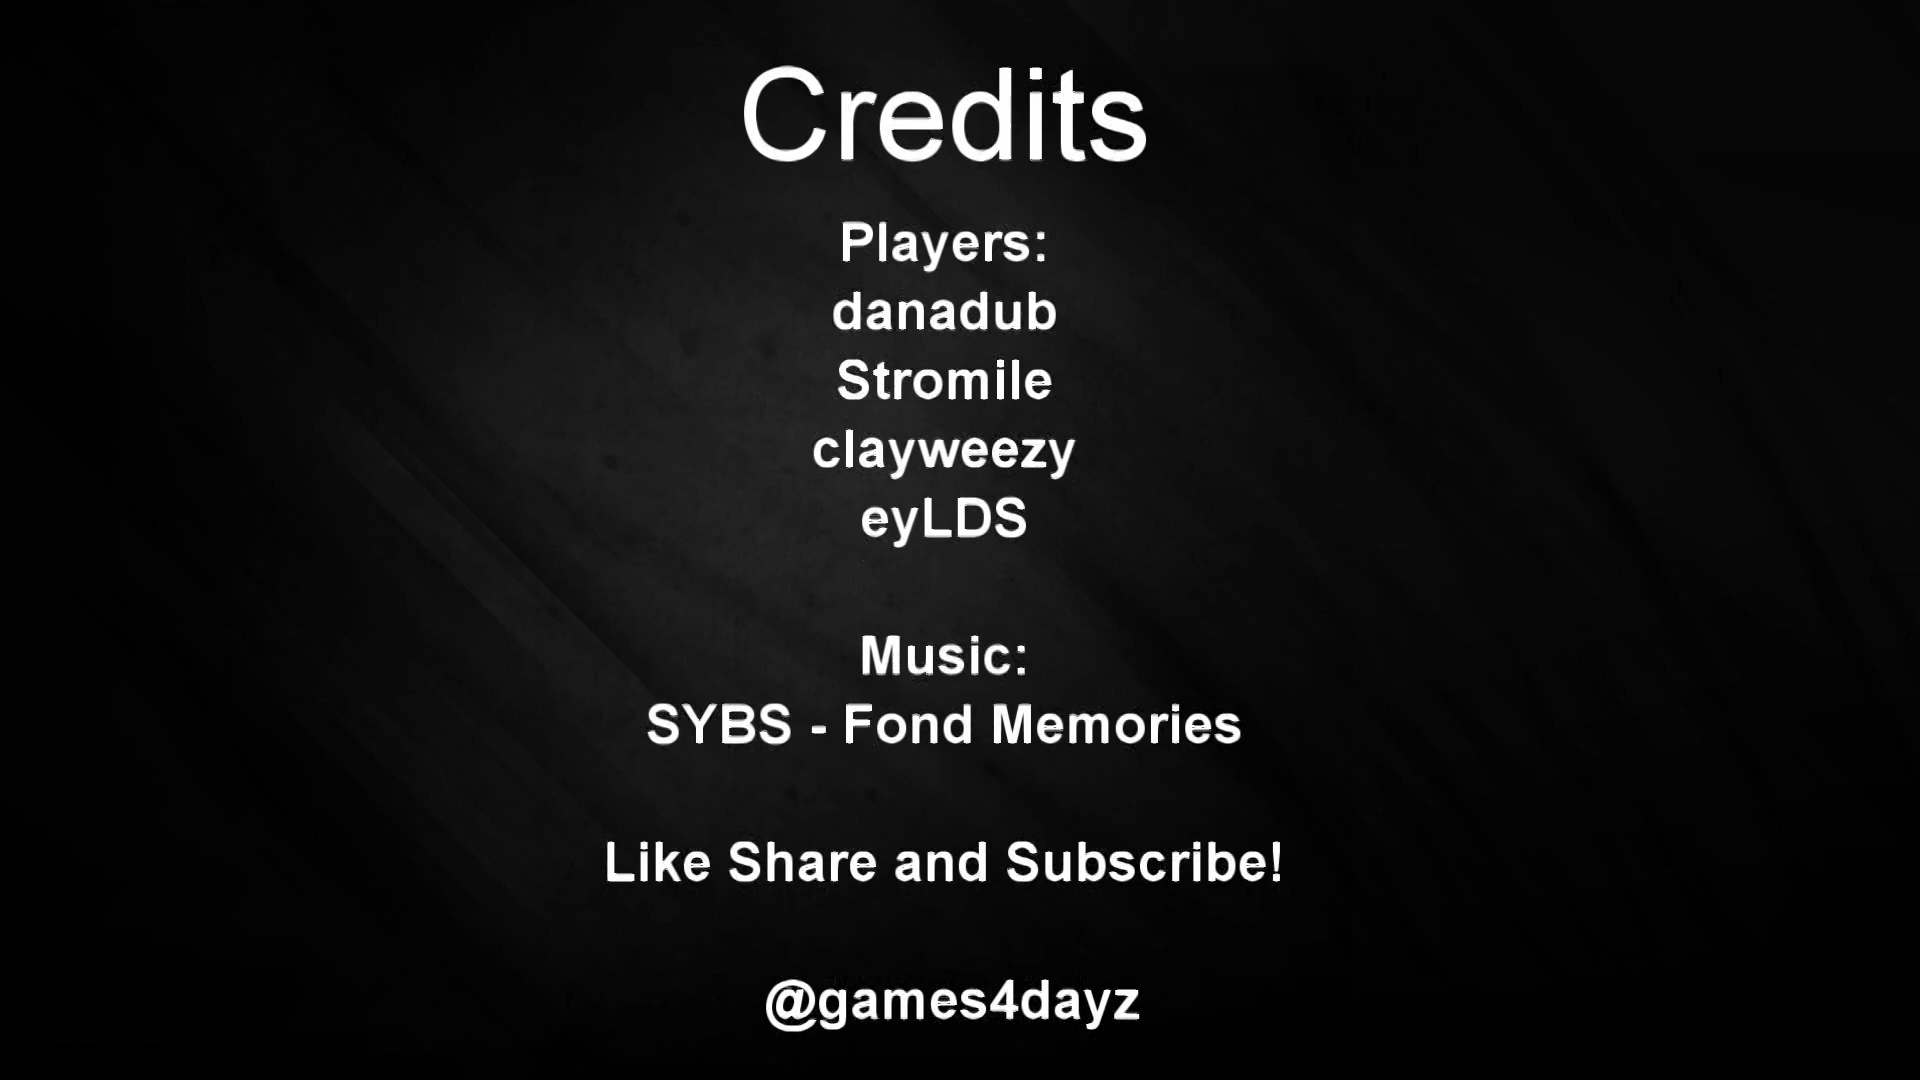 Credits
Players:
danadub
Stromile
clayweezy
eyLDS
Music:
SYBS - Fond Memories
Like Share and Subscribe!
@games4dayz